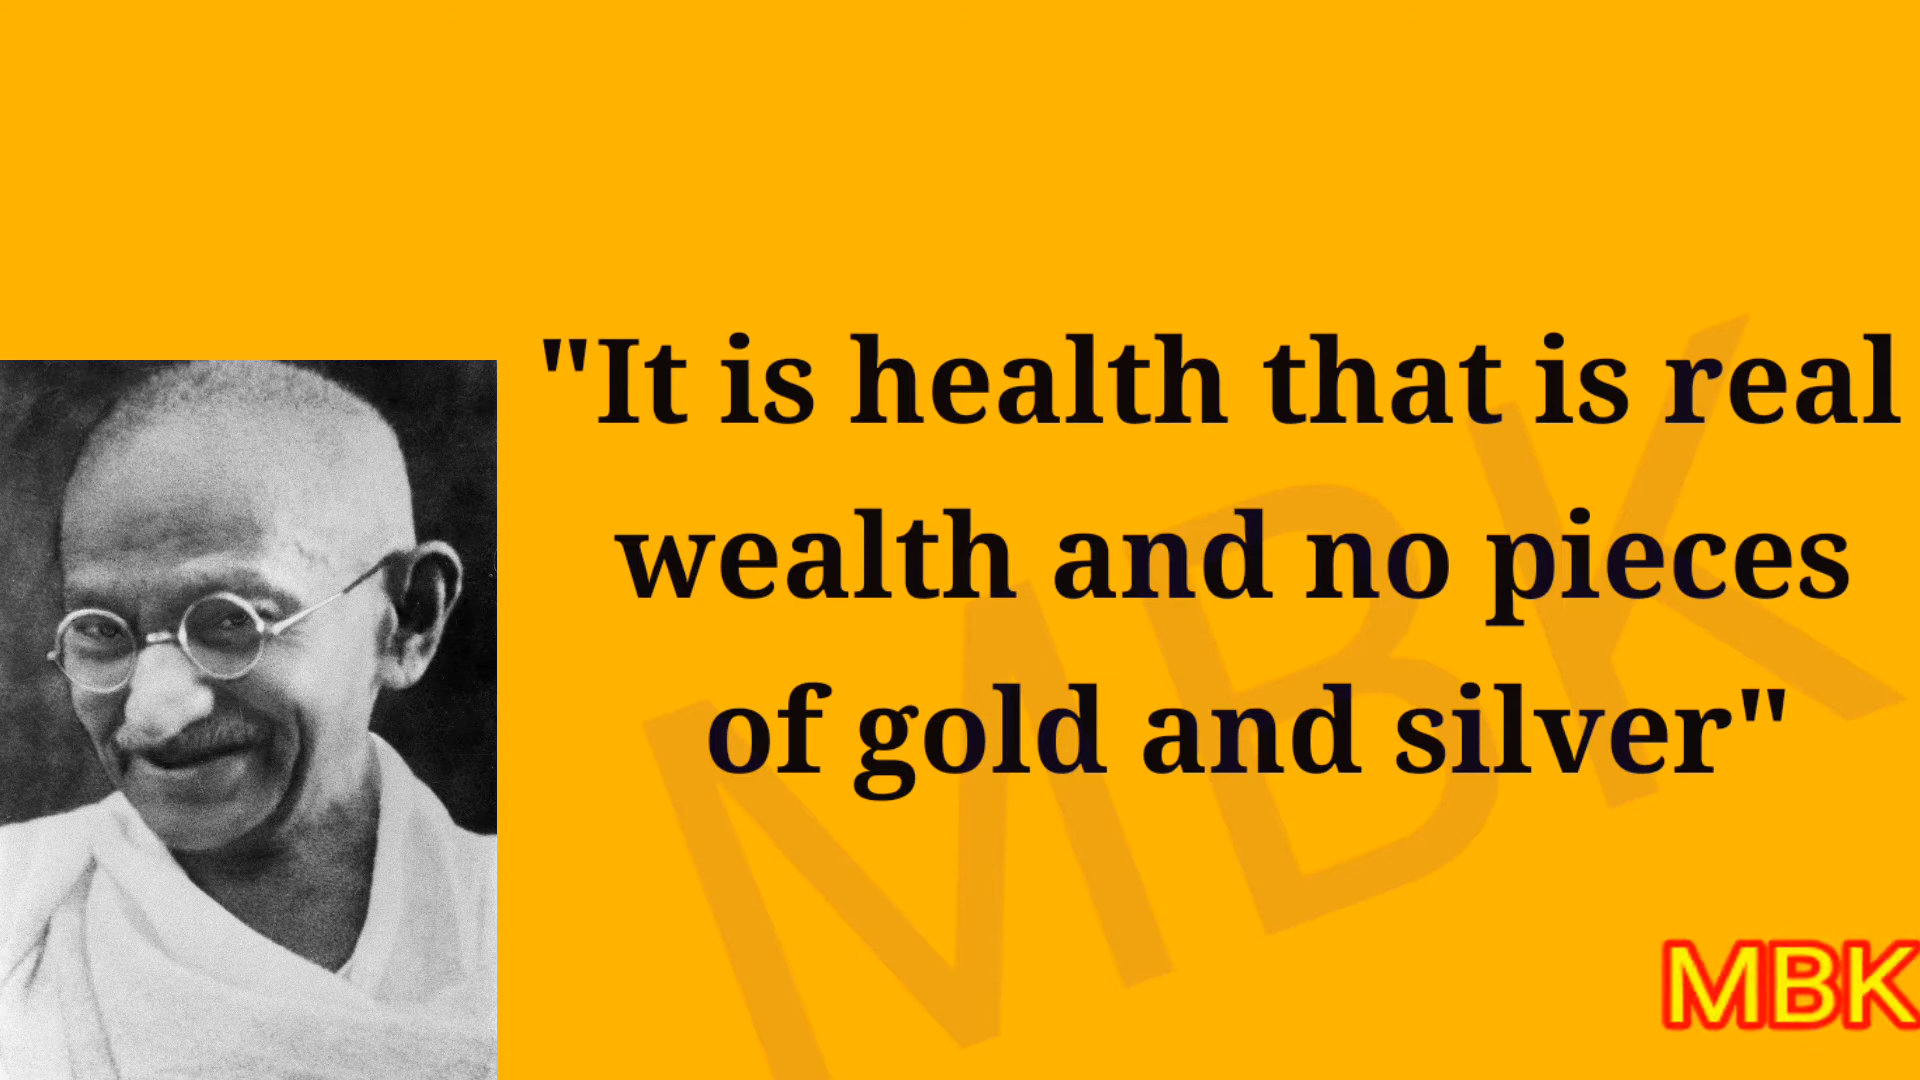 "It is health that is real
wealth and no pieces
of gold and silver"
MBK
MBK